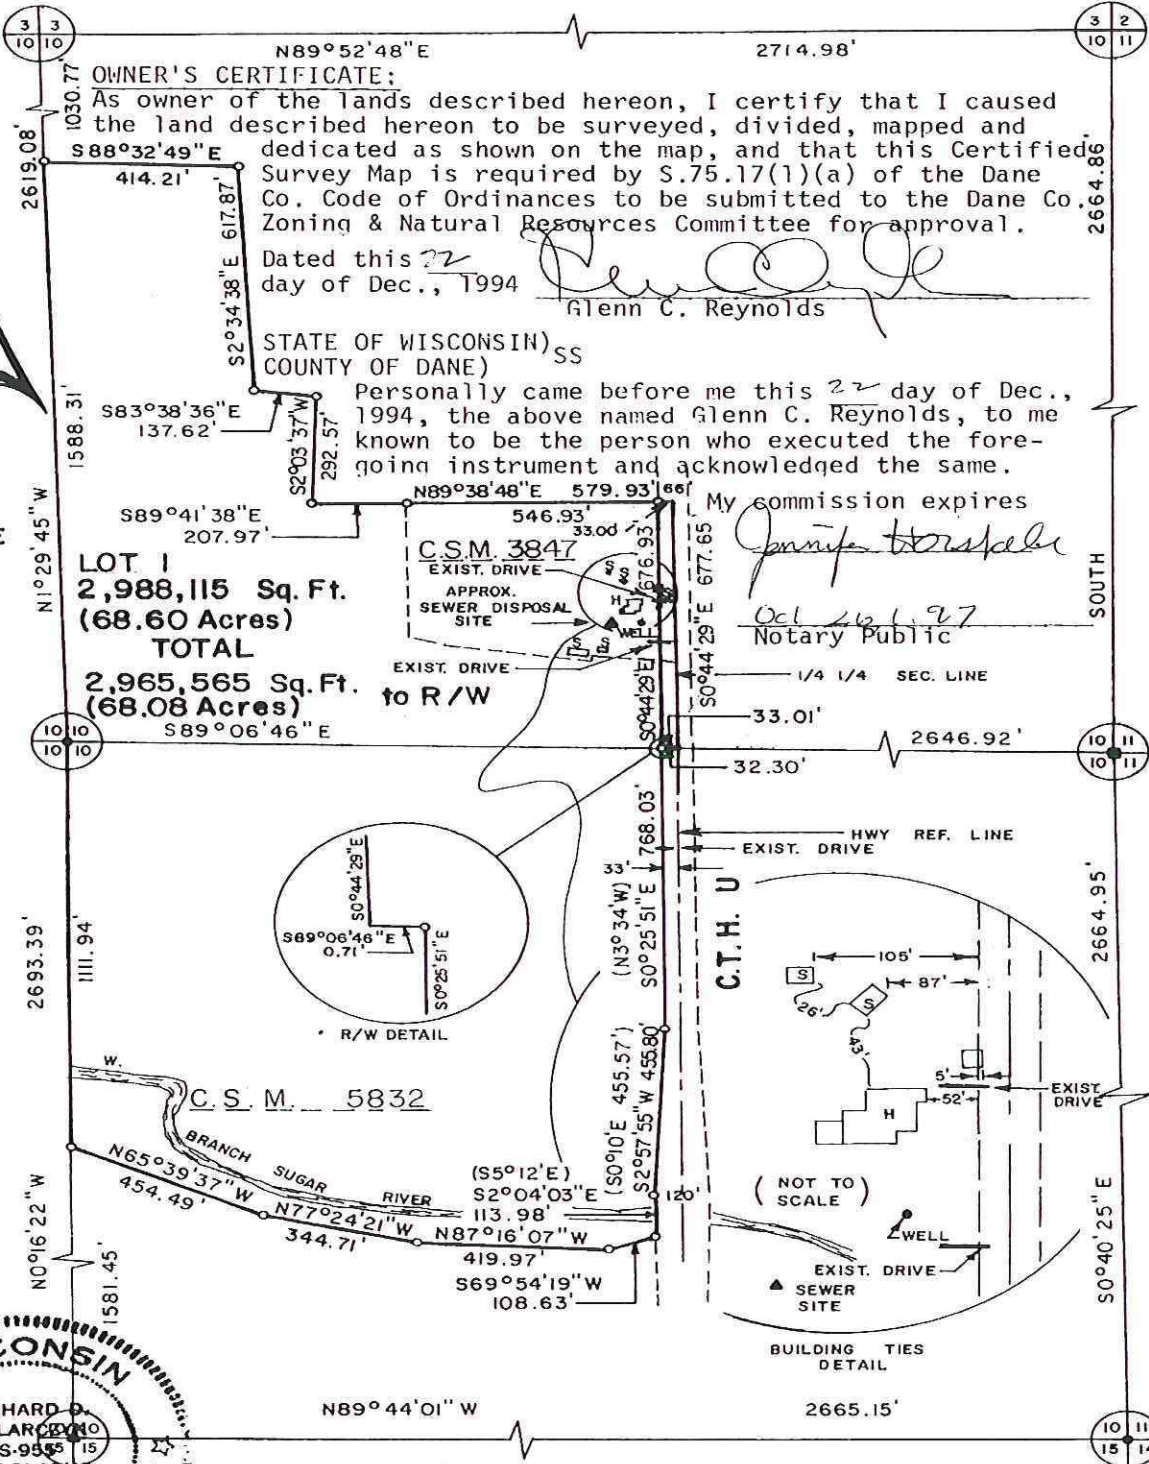 3 3
10 10
N89°52'48"E
2714.98'
3 2
10 11
1030.77'
2619.08'
OWNER'S CERTIFICATE:
As owner of the lands described hereon, I certify that I caused
the land described hereon to be surveyed, divided, mapped and
dedicated as shown on the map, and that this Certified
Survey Map is required by S.75.17(1)(a) of the Dane
Co. Code of Ordinances to be submitted to the Dane Co.
Zoning & Natural Resources Committee for approval.
S88°32'49"E
414.21'
2664.86'
S2°34'38"E 617.87'
Dated this 22
day of Dec., 1994
Glenn C. Reynolds
STATE OF WISCONSIN)
SS
COUNTY OF DANE)
Personally came before me this 22 day of Dec.,
1994, the above named Glenn C. Reynolds, to me
known to be the person who executed the fore-
going instrument and acknowledged the same.
S83°38'36"E
137.62'
1588.31'
S2°03'37"W
292.57'
N89°38'48"E 579.93' 66'
My commission expires
S89°41'38"E
207.97'
546.93'
33.00
N1°29'45"W
C.S.M. 3847
EXIST. DRIVE
APPROX.
SEWER DISPOSAL
SITE
S
S
H
WELL
S
S
676.93'
S0°44'29"E
S0°44'29"E 677.65'
Jennifer
Oct 26, 97
Notary Public
SOUTH
LOT 1
2,988,115 Sq. Ft.
(68.60 Acres)
TOTAL
2,965,565 Sq. Ft.
(68.08 Acres)
to R/W
EXIST. DRIVE
1/4 1/4 SEC. LINE
33.01'
10 10
10 10
S89°06'46"E
2646.92'
10 11
10 11
32.30'
768.03'
HWY REF. LINE
EXIST. DRIVE
33'
(N3°34'W)
S0°25'51"E
C.T.H. U
2664.95'
S0°44'29"E
S89°06'46"E
0.71'
S0°25'51"E
R/W DETAIL
2693.39'
1111.94'
105'
87'
S
S
26'
43'
5'
52'
H
EXIST.
DRIVE
W.
BRANCH
SUGAR
RIVER
C.S.M. 5832
(S0°10'E 455.57')
S2°57'55"W 455.80'
N65°39'37"W
454.49'
N77°24'21"W
344.71'
N87°16'07"W
419.97'
(S5°12'E)
S2°04'03"E
113.98'
120'
S69°54'19"W
108.63'
(NOT TO
SCALE)
WELL
EXIST. DRIVE
SEWER
SITE
BUILDING TIES
DETAIL
N0°16'22"W
1581.45'
S0°40'25"E
N89°44'01"W
2665.15'
10 11
15 14